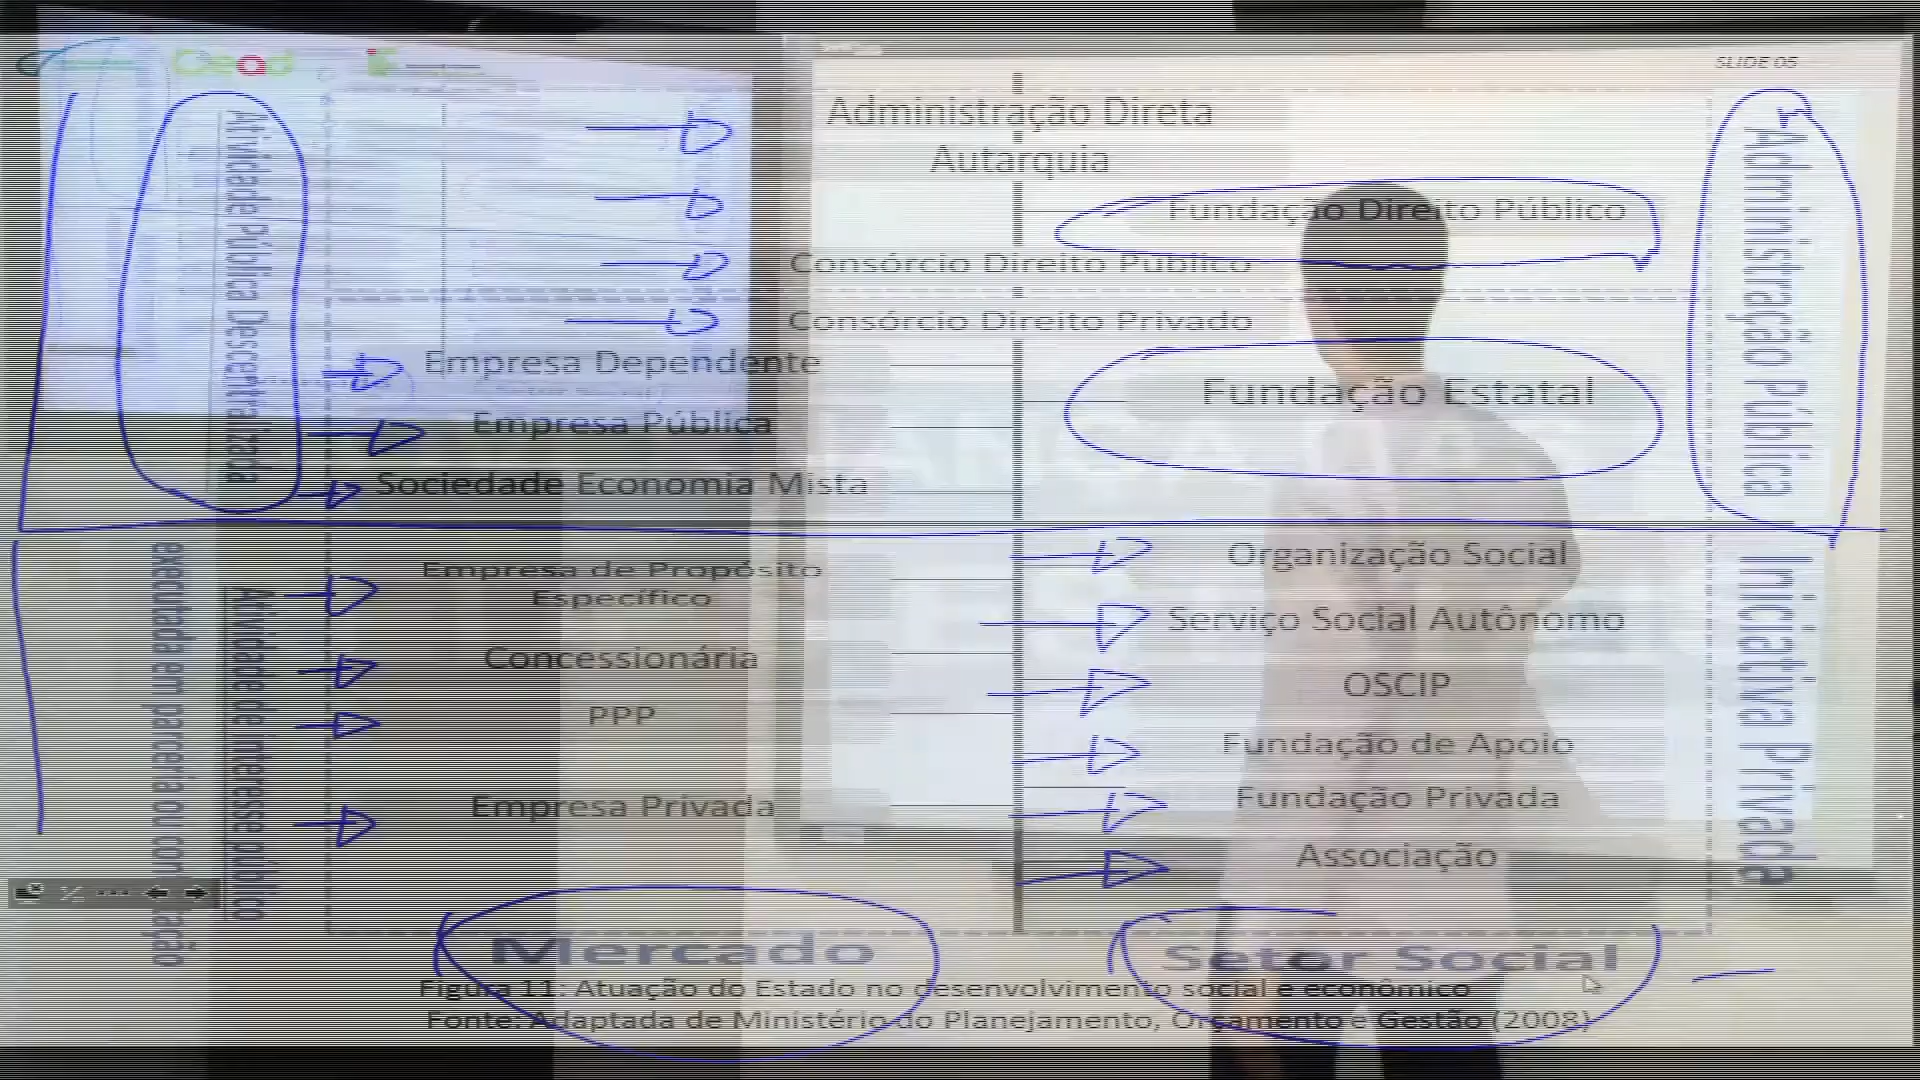 Cead
SLIDE 05
Administração Direta
Autarquia
Fundação Direito Público
Consórcio Direito Público
Consórcio Direito Privado
Empresa Dependente
Fundação Estatal
Empresa Pública
Sociedade Economia Mista
Atividade Pública Descentralizada
Administração Pública
Organização Social
Empresa de Propósito
Específico
Serviço Social Autônomo
Concessionária
OSCIP
PPP
Fundação de Apoio
Fundação Privada
Empresa Privada
Associação
Atividade de interesse público
executada em parceria ou
Iniciativa Privada
Mercado
Setor Social
Figura 11: Atuação do Estado no desenvolvimento social e econômico
Fonte: Adaptada de Ministério do Planejamento, Orçamento e Gestão (2008)